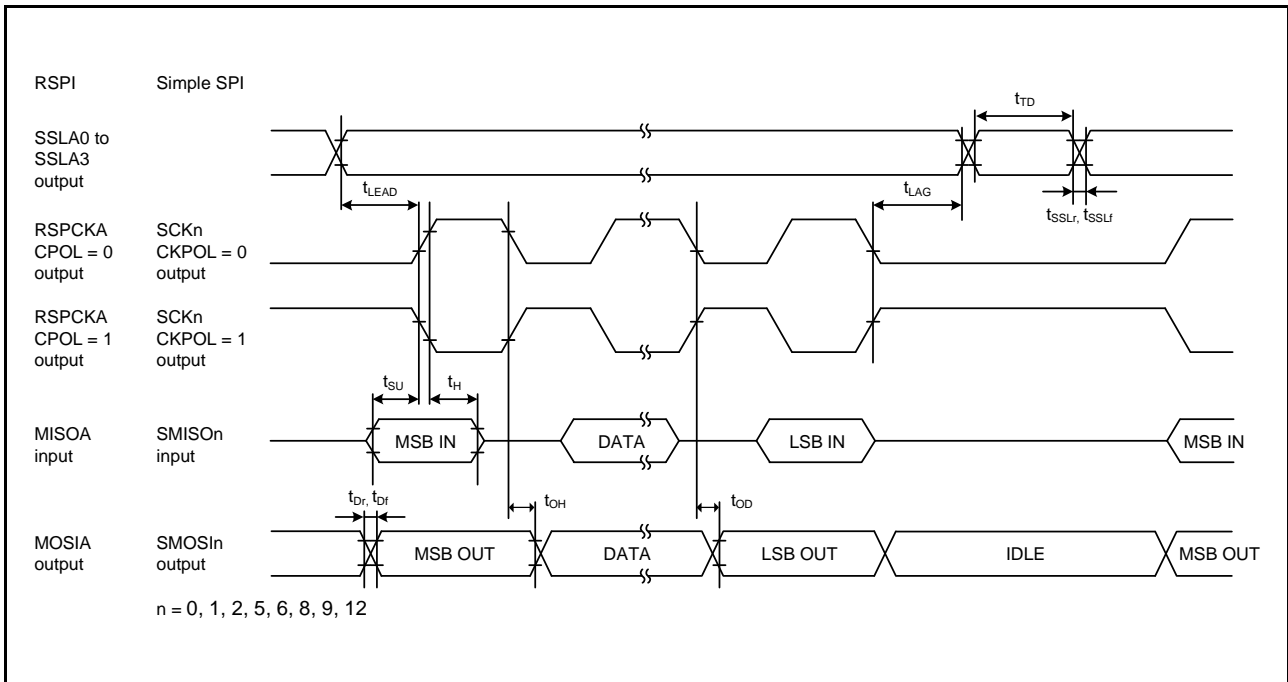 RSPI Simple SPI
tTD
SSLA0 to
SSLA3
output
tLEAD
tLAG
tSSLr, tSSLf
RSPCKA SCKn
CPOL = 0 CKPOL = 0
output output
RSPCKA SCKn
CPOL = 1 CKPOL = 1
output output
tSU tH
MISOA SMISOn
input input
MSB IN DATA LSB IN MSB IN
tDr, tDf
tOH tOD
MOSIA SMOSIn
output output
MSB OUT DATA LSB OUT IDLE MSB OUT
n = 0, 1, 2, 5, 6, 8, 9, 12